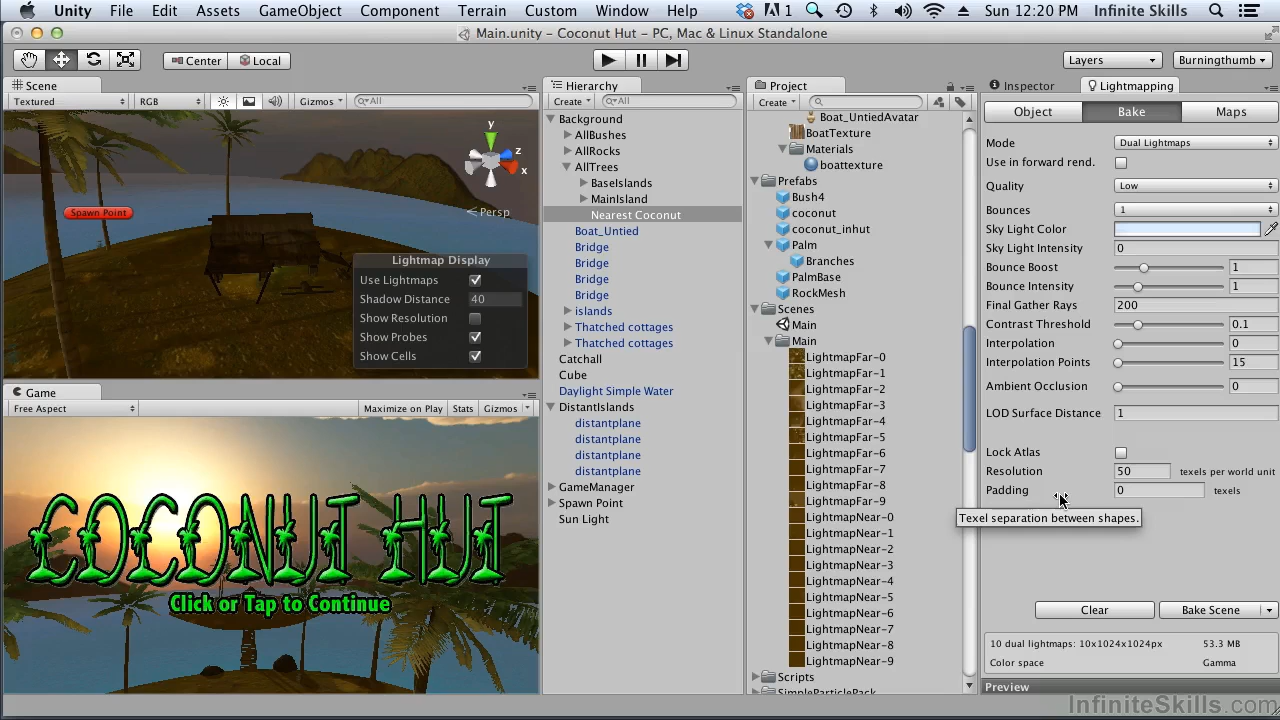 Unity File Edit Assets GameObject Component Terrain Custom Window Help 1 Sun 12:20 PM Infinite Skills
Main.unity – Coconut Hut – PC, Mac & Linux Standalone
Center Local Layers Burningthumb
Scene
Textured RGB Gizmos All
y
z
x
Persp
Spawn Point
Lightmap Display
Use Lightmaps
Shadow Distance 40
Show Resolution
Show Probes
Show Cells
Game
Free Aspect Maximize on Play Stats Gizmos
COCONUT HUT
Click or Tap to Continue
Hierarchy
Create All
Background
AllBushes
AllRocks
AllTrees
BaseIslands
MainIsland
Nearest Coconut
Boat_Untied
Bridge
Bridge
Bridge
Bridge
islands
Thatched cottages
Thatched cottages
Catchall
Cube
Daylight Simple Water
DistantIslands
distantplane
distantplane
distantplane
distantplane
GameManager
Spawn Point
Sun Light
Project
Create
Boat_UntiedAvatar
BoatTexture
Materials
boattexture
Prefabs
Bush4
coconut
coconut_inhut
Palm
Branches
PalmBase
RockMesh
Scenes
Main
Main
LightmapFar-0
LightmapFar-1
LightmapFar-2
LightmapFar-3
LightmapFar-4
LightmapFar-5
LightmapFar-6
LightmapFar-7
LightmapFar-8
LightmapFar-9
LightmapNear-0
LightmapNear-1
LightmapNear-2
LightmapNear-3
LightmapNear-4
LightmapNear-5
LightmapNear-6
LightmapNear-7
LightmapNear-8
LightmapNear-9
Scripts
SimpleParticlePack
Inspector Lightmapping
Object Bake Maps
Mode Dual Lightmaps
Use in forward rend.
Quality Low
Bounces 1
Sky Light Color
Sky Light Intensity 0
Bounce Boost 1
Bounce Intensity 1
Final Gather Rays 200
Contrast Threshold 0.1
Interpolation 0
Interpolation Points 15
Ambient Occlusion 0
LOD Surface Distance 1
Lock Atlas
Resolution 50 texels per world unit
Padding 0 texels
Texel separation between shapes.
Clear Bake Scene
10 dual lightmaps: 10x1024x1024px 53.3 MB
Color space Gamma
Preview
InfiniteSkills.com